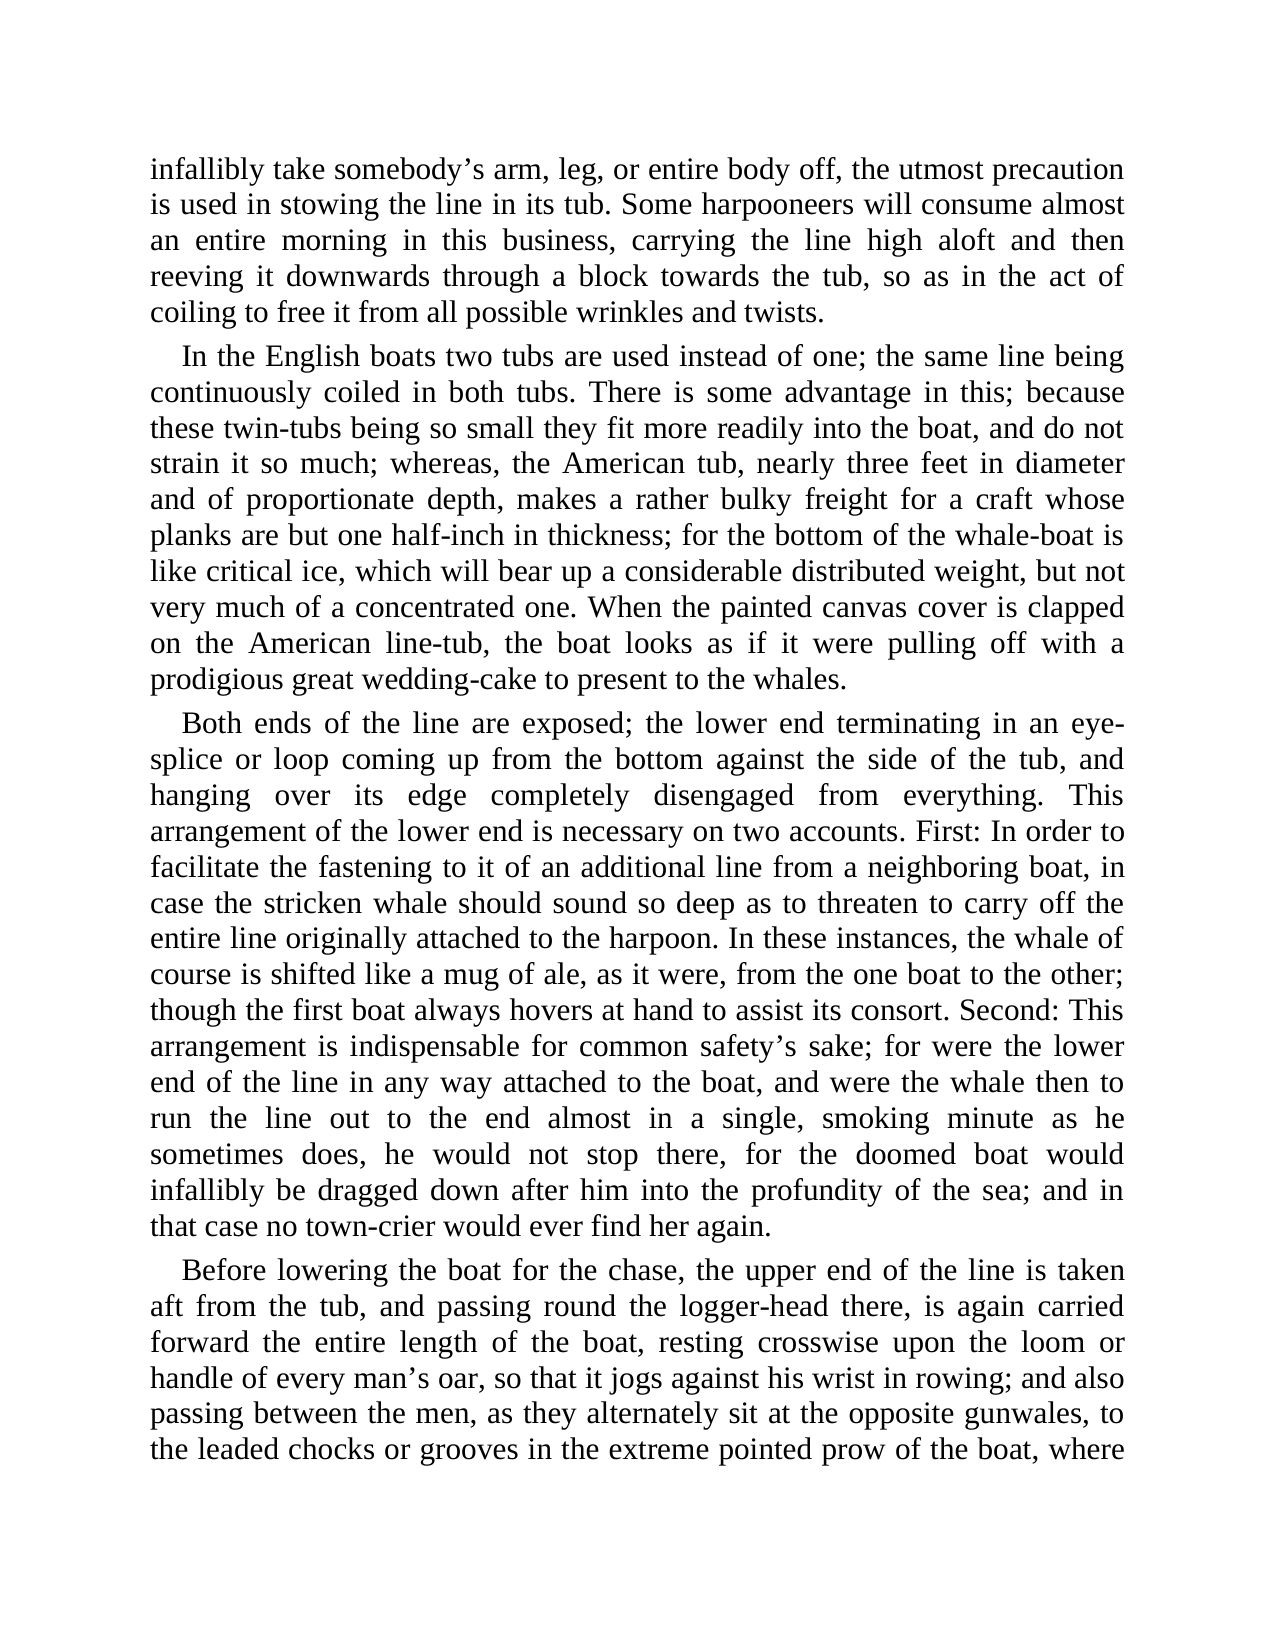 infallibly take somebody’s arm, leg, or entire body off, the utmost precaution
is used in stowing the line in its tub. Some harpooneers will consume almost
an entire morning in this business, carrying the line high aloft and then
reeving it downwards through a block towards the tub, so as in the act of
coiling to free it from all possible wrinkles and twists.
In the English boats two tubs are used instead of one; the same line being
continuously coiled in both tubs. There is some advantage in this; because
these twin-tubs being so small they fit more readily into the boat, and do not
strain it so much; whereas, the American tub, nearly three feet in diameter
and of proportionate depth, makes a rather bulky freight for a craft whose
planks are but one half-inch in thickness; for the bottom of the whale-boat is
like critical ice, which will bear up a considerable distributed weight, but not
very much of a concentrated one. When the painted canvas cover is clapped
on the American line-tub, the boat looks as if it were pulling off with a
prodigious great wedding-cake to present to the whales.
Both ends of the line are exposed; the lower end terminating in an eye-
splice or loop coming up from the bottom against the side of the tub, and
hanging over its edge completely disengaged from everything. This
arrangement of the lower end is necessary on two accounts. First: In order to
facilitate the fastening to it of an additional line from a neighboring boat, in
case the stricken whale should sound so deep as to threaten to carry off the
entire line originally attached to the harpoon. In these instances, the whale of
course is shifted like a mug of ale, as it were, from the one boat to the other;
though the first boat always hovers at hand to assist its consort. Second: This
arrangement is indispensable for common safety’s sake; for were the lower
end of the line in any way attached to the boat, and were the whale then to
run the line out to the end almost in a single, smoking minute as he
sometimes does, he would not stop there, for the doomed boat would
infallibly be dragged down after him into the profundity of the sea; and in
that case no town-crier would ever find her again.
Before lowering the boat for the chase, the upper end of the line is taken
aft from the tub, and passing round the logger-head there, is again carried
forward the entire length of the boat, resting crosswise upon the loom or
handle of every man’s oar, so that it jogs against his wrist in rowing; and also
passing between the men, as they alternately sit at the opposite gunwales, to
the leaded chocks or grooves in the extreme pointed prow of the boat, where